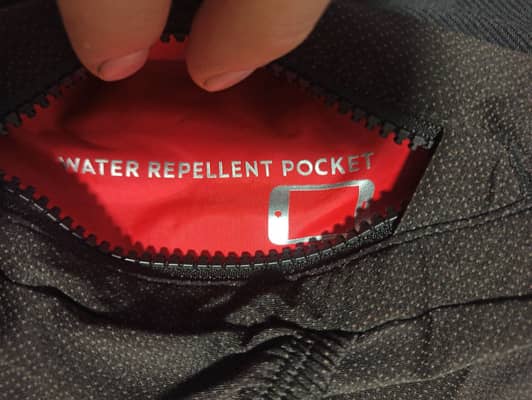 WATER REPELLENT POCKET